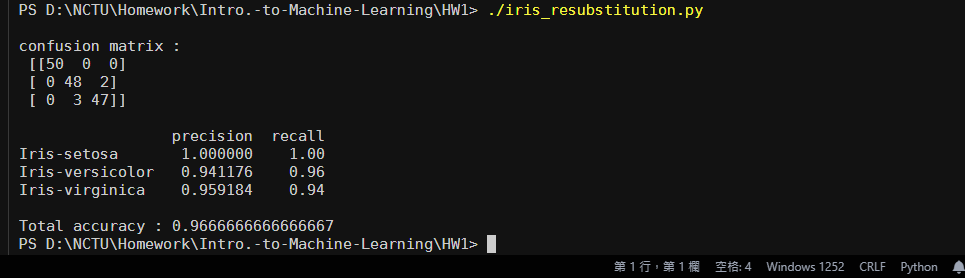 PS D:\NCTU\Homework\Intro.-to-Machine-Learning\HW1> ./iris_resubstitution.py
confusion matrix :
[[50  0  0]
[ 0 48  2]
[ 0  3 47]]
precision  recall
Iris-setosa  1.000000  1.00
Iris-versicolor  0.941176  0.96
Iris-virginica  0.959184  0.94
Total accuracy : 0.9666666666666667
PS D:\NCTU\Homework\Intro.-to-Machine-Learning\HW1>
第 1 行，第 1 欄  空格: 4  Windows 1252  CRLF  Python